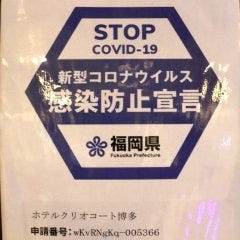 STOP
COVID-19
新型コロナウイルス
感染防止宣言
福岡県
Fukuoka Prefecture
ホテルクリオコート博多
申請番号：wKvRNgKq-005366